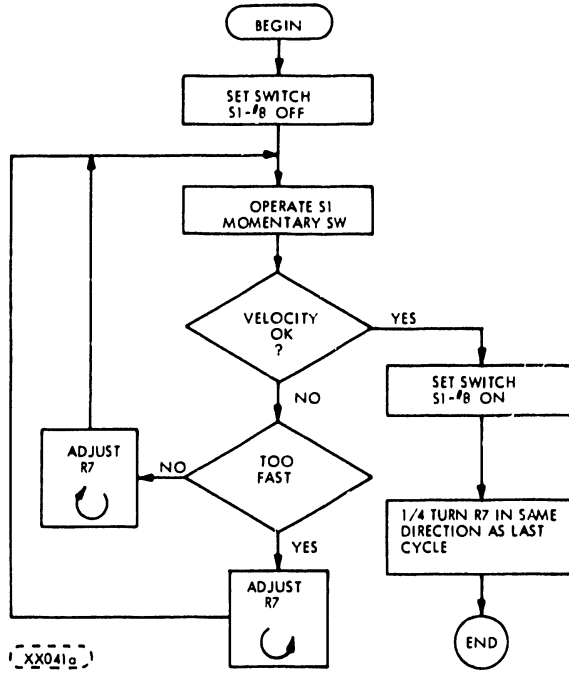 BEGIN
SET SWITCH
S1-#8 OFF
OPERATE S1
MOMENTARY SW
VELOCITY
OK
?
YES
NO
SET SWITCH
S1-#8 ON
TOO
FAST
NO
ADJUST
R7
YES
ADJUST
R7
1/4 TURN R7 IN SAME
DIRECTION AS LAST
CYCLE
END
XX041a